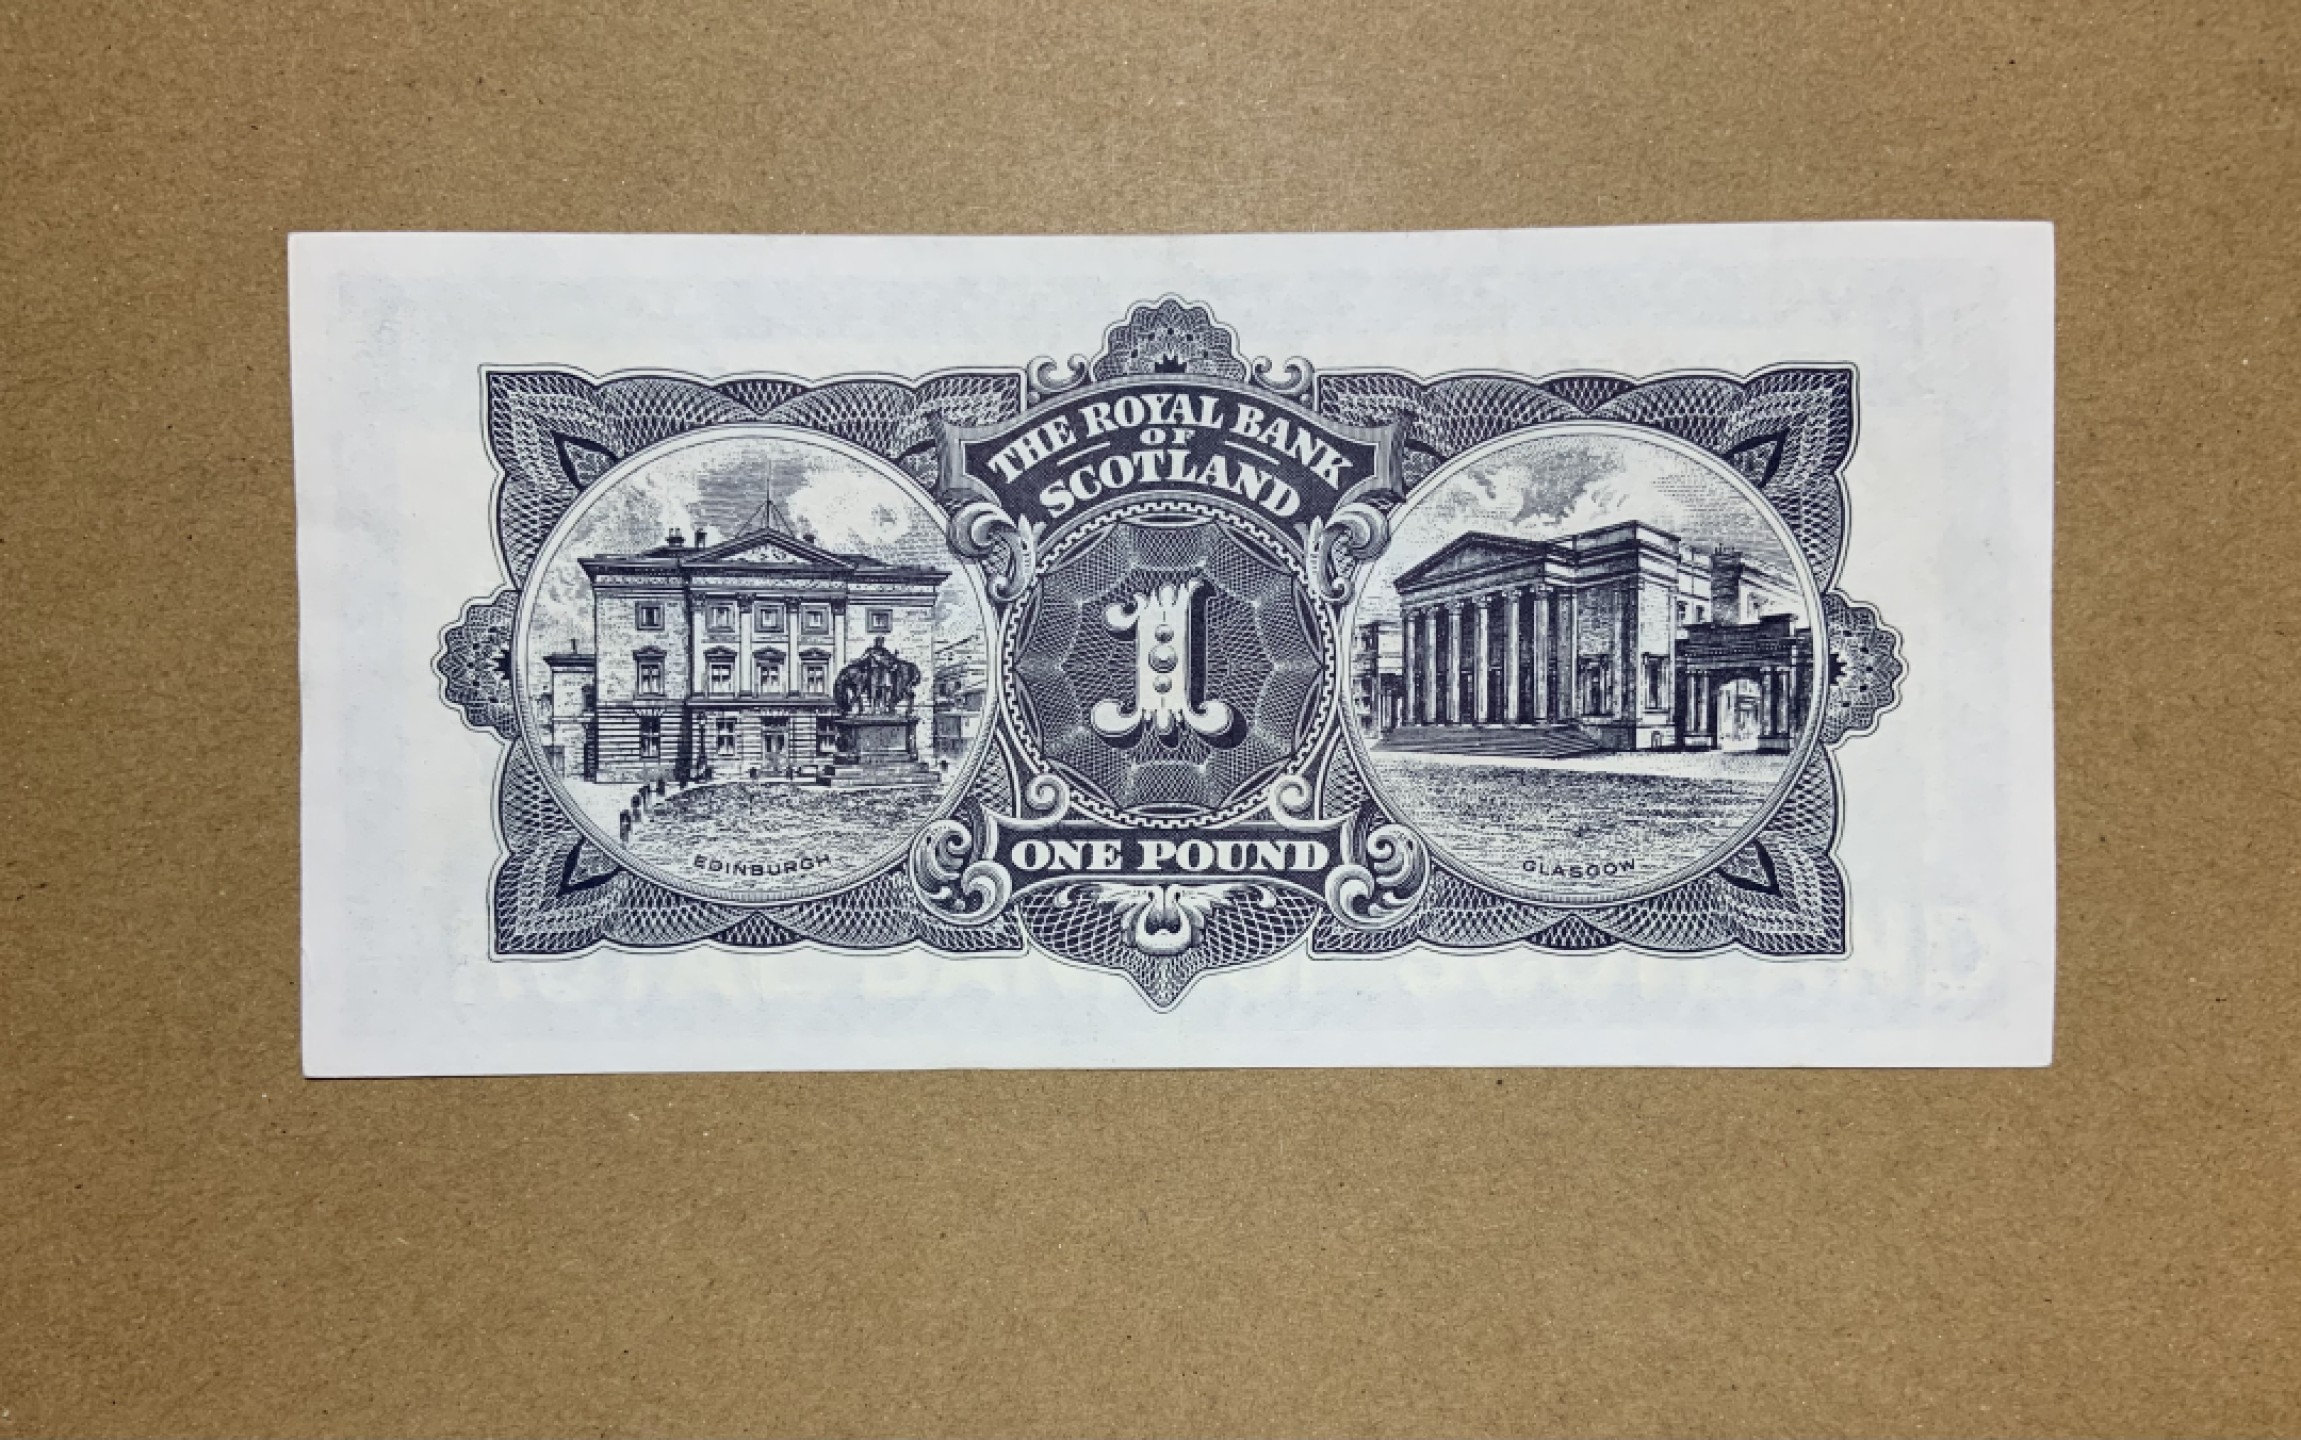 THE ROYAL BANK
OF
SCOTLAND
1
ONE POUND
EDINBURGH
GLASGOW